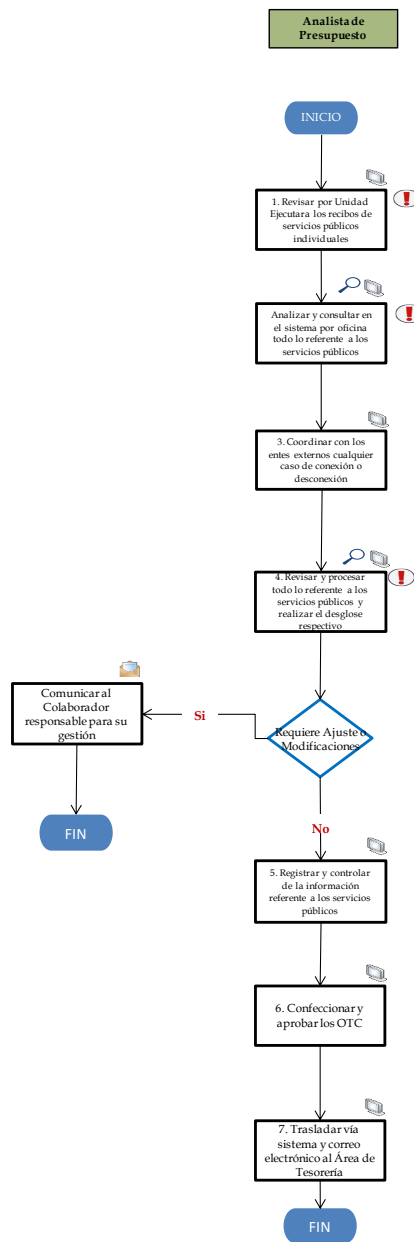 Analista de
Presupuesto
INICIO
1. Revisar por Unidad
Ejecutara los recibos de
servicios públicos
individuales
Analizar y consultar en
el sistema por oficina
todo lo referente a los
servicios públicos
3. Coordinar con los
entes externos cualquier
caso de conexión o
desconexión
4. Revisar y procesar
todo lo referente a los
servicios públicos y
realizar el desglose
respectivo
Comunicar al
Colaborador
responsable para su
gestión
Si
Requiere Ajuste o
Modificaciones
FIN
No
5. Registrar y controlar
de la información
referente a los servicios
públicos
6. Confeccionar y
aprobar los OTC
7. Trasladar vía
sistema y correo
electrónico al Área de
Tesorería
FIN